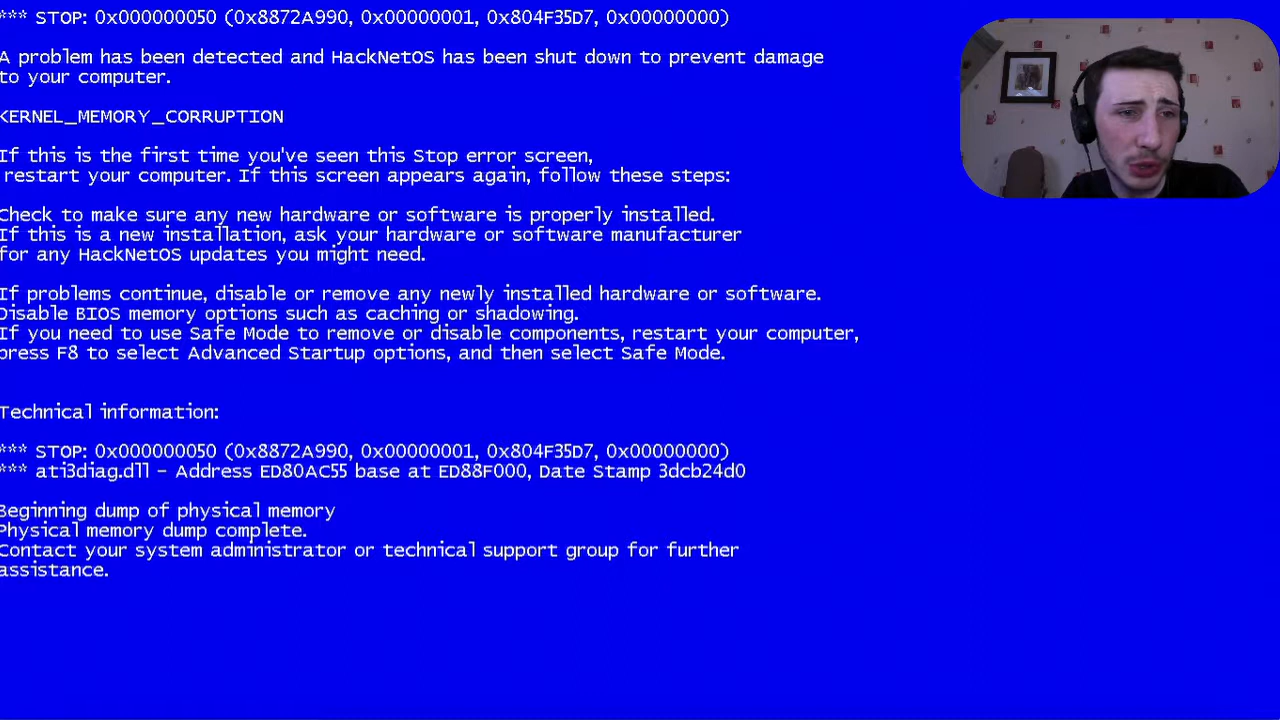 *** STOP: 0x000000050 (0x8872A990, 0x00000001, 0x804F35D7, 0x00000000)
A problem has been detected and HackNetOS has been shut down to prevent damage
to your computer.
KERNEL_MEMORY_CORRUPTION
If this is the first time you've seen this Stop error screen,
restart your computer. If this screen appears again, follow these steps:
Check to make sure any new hardware or software is properly installed.
If this is a new installation, ask your hardware or software manufacturer
for any HackNetOS updates you might need.
If problems continue, disable or remove any newly installed hardware or software.
Disable BIOS memory options such as caching or shadowing.
If you need to use Safe Mode to remove or disable components, restart your computer,
press F8 to select Advanced Startup options, and then select Safe Mode.
Technical information:
*** STOP: 0x000000050 (0x8872A990, 0x00000001, 0x804F35D7, 0x00000000)
*** ati3diag.dll - Address ED80AC55 base at ED88F000, Date Stamp 3dcb24d0
Beginning dump of physical memory
Physical memory dump complete.
Contact your system administrator or technical support group for further
assistance.